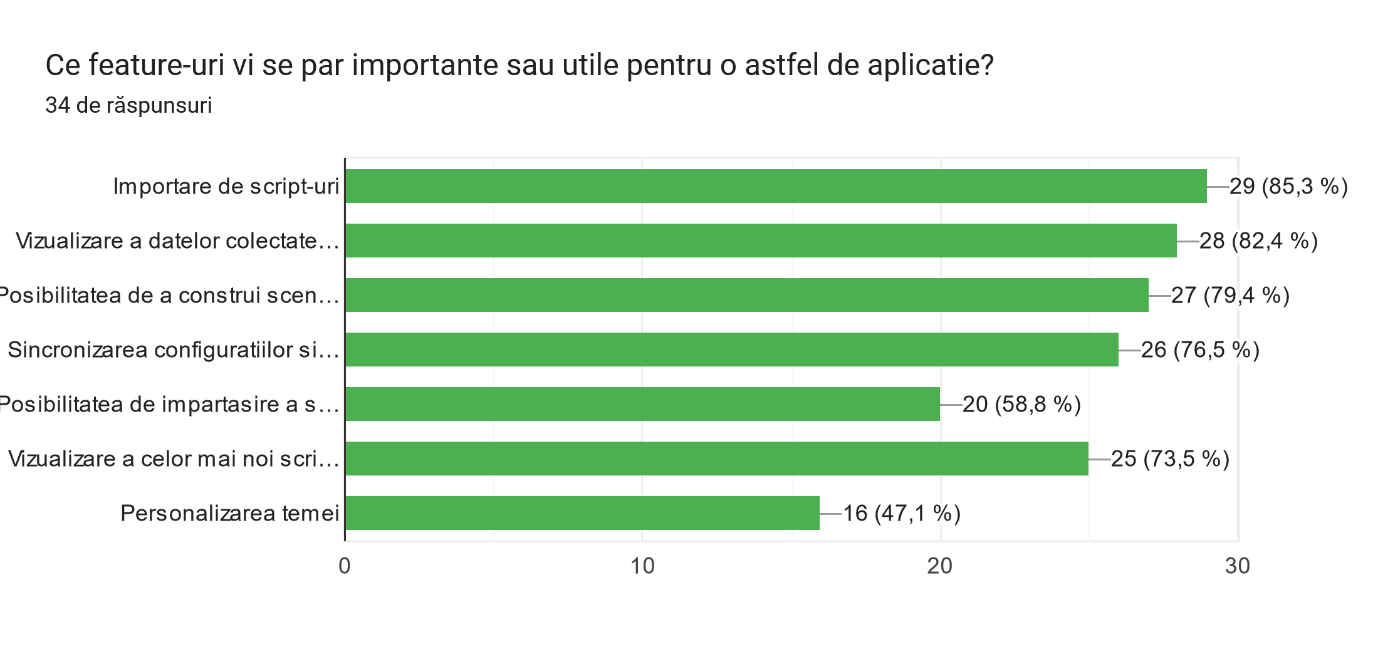 Ce feature-uri vi se par importante sau utile pentru o astfel de aplicatie?
34 de răspunsuri
Importare de script-uri
29 (85,3 %)
Vizualizare a datelor colectate…
28 (82,4 %)
Posibilitatea de a construi scen…
27 (79,4 %)
Sincronizarea configuratiilor si…
26 (76,5 %)
Posibilitatea de impartasire a s…
20 (58,8 %)
Vizualizare a celor mai noi scri…
25 (73,5 %)
Personalizarea temei
16 (47,1 %)
0 10 20 30